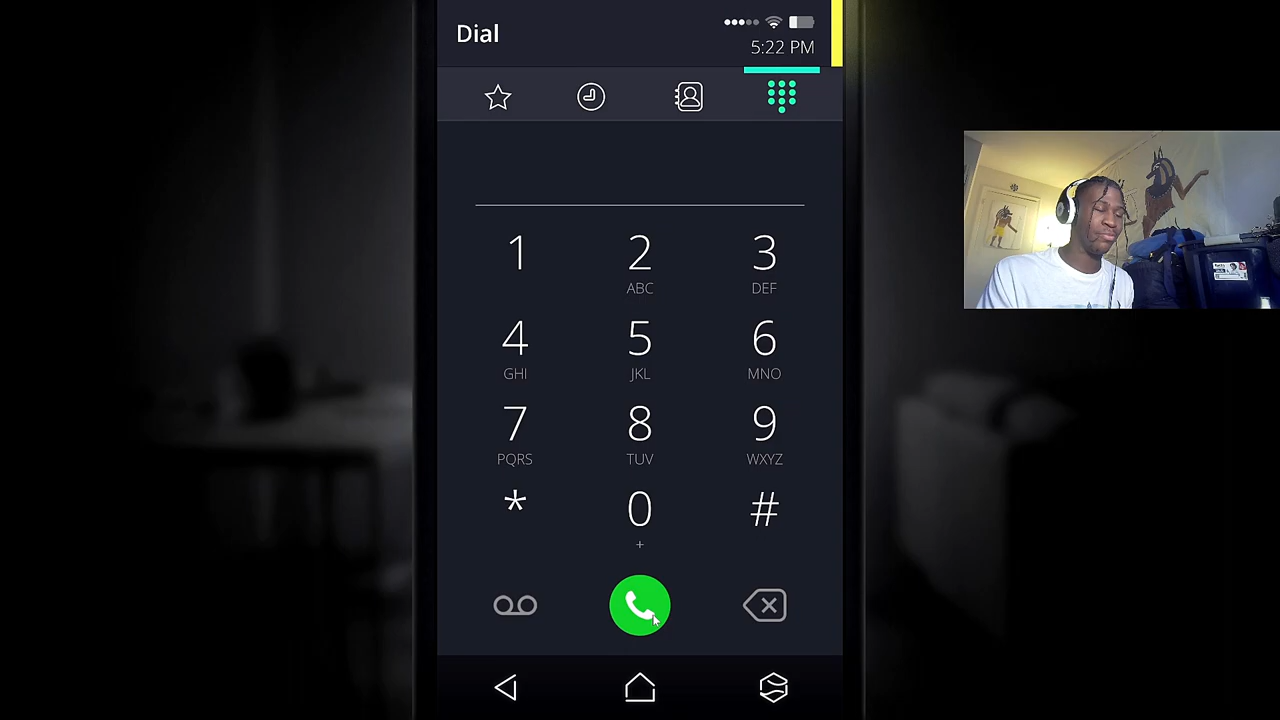 Dial
5:22 PM
1 2 3
ABC DEF
4 5 6
GHI JKL MNO
7 8 9
PQRS TUV WXYZ
* 0 #
+